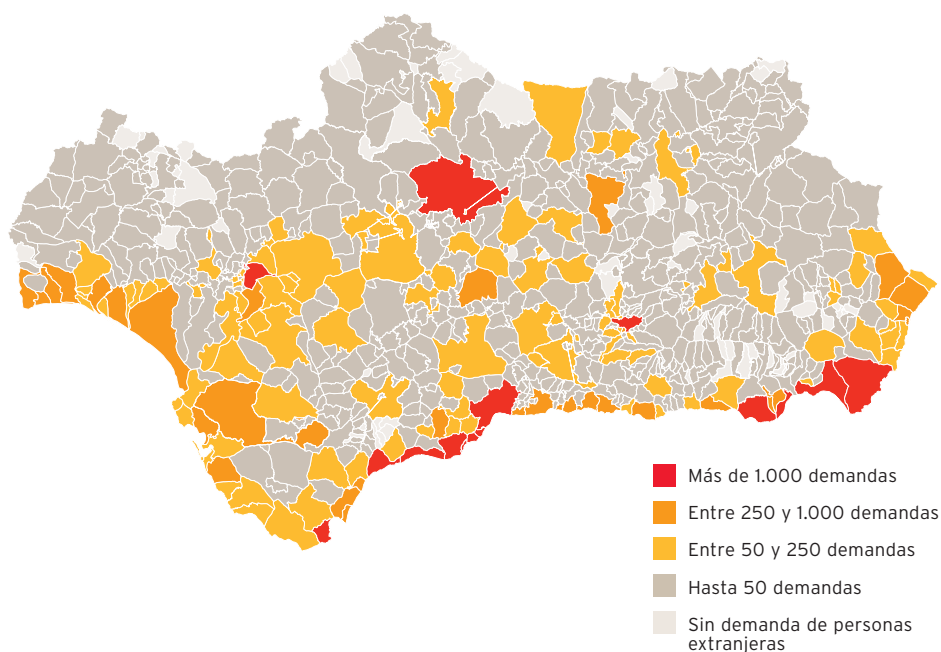 Más de 1.000 demandas
Entre 250 y 1.000 demandas
Entre 50 y 250 demandas
Hasta 50 demandas
Sin demanda de personas
extranjeras